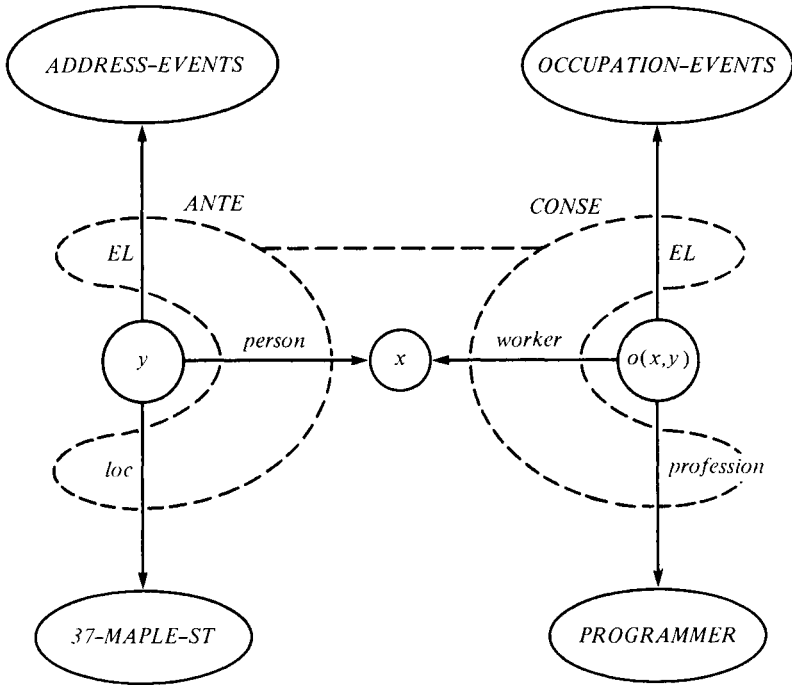 ADDRESS–EVENTS
OCCUPATION–EVENTS
ANTE
CONSE
EL
EL
y
person
x
worker
o(x,y)
loc
profession
37–MAPLE–ST
PROGRAMMER